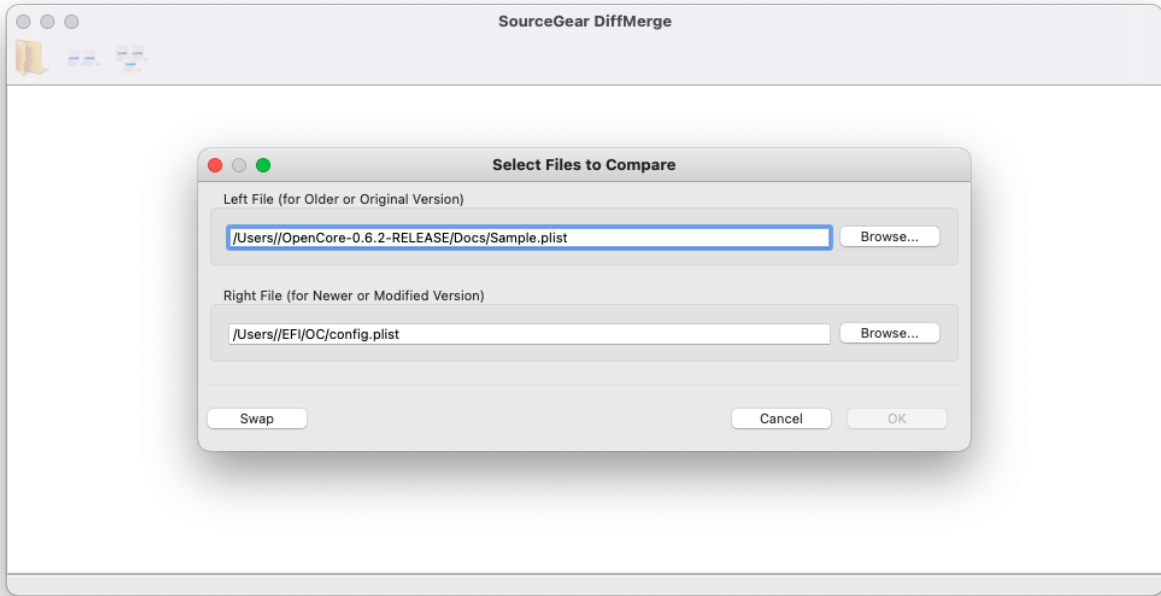 SourceGear DiffMerge
Select Files to Compare
Left File (for Older or Original Version)
/Users//OpenCore-0.6.2-RELEASE/Docs/Sample.plist
Browse...
Right File (for Newer or Modified Version)
/Users//EFI/OC/config.plist
Browse...
Swap
Cancel
OK